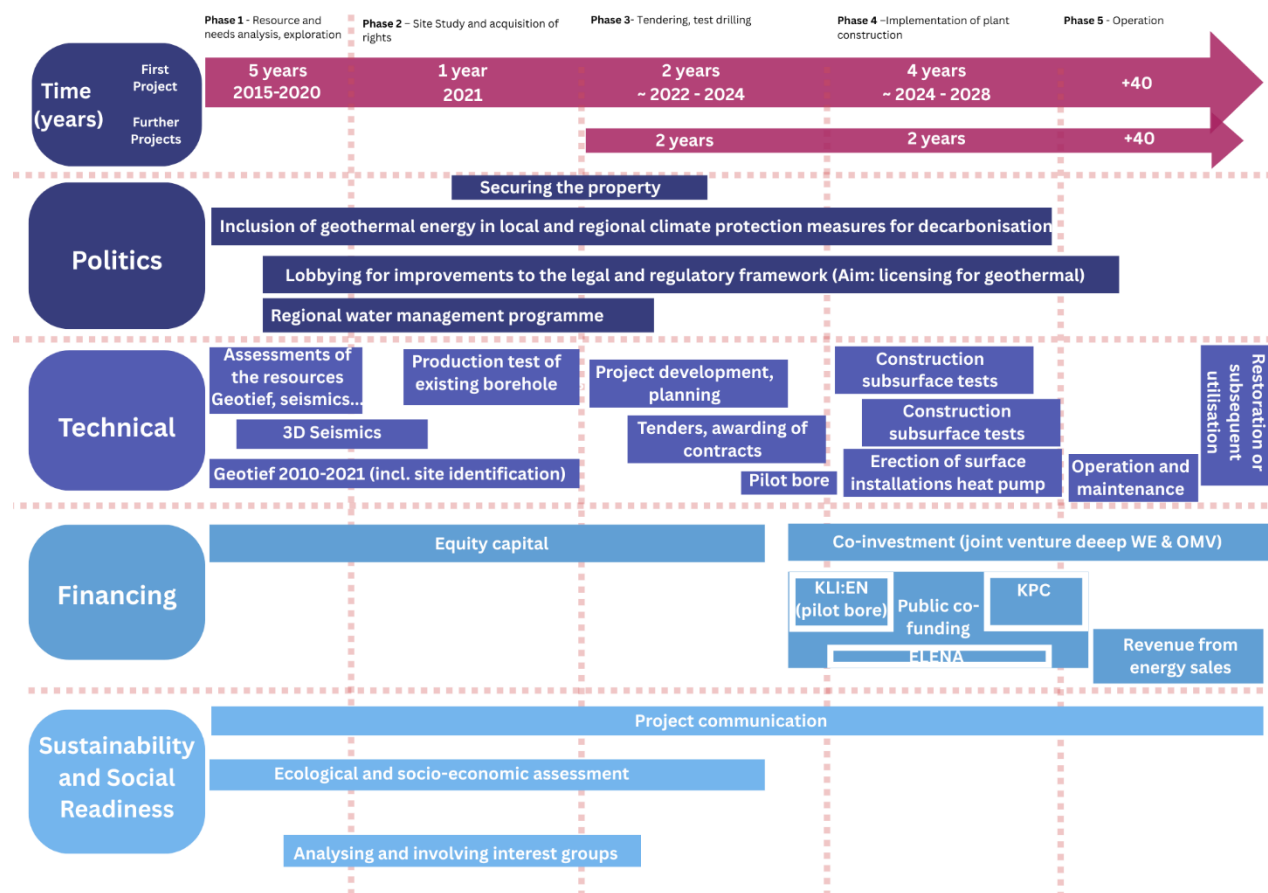 Phase 1 - Resource and
needs analysis, exploration
Phase 2 – Site Study and acquisition of
rights
Phase 3- Tendering, test drilling
Phase 4 –Implementation of plant
construction
Phase 5 - Operation
Time
(years)
First
Project
Further
Projects
5 years
2015-2020
1 year
2021
2 years
~ 2022 - 2024
4 years
~ 2024 - 2028
+40
2 years
2 years
+40
Politics
Securing the property
Inclusion of geothermal energy in local and regional climate protection measures for decarbonisation
Lobbying for improvements to the legal and regulatory framework (Aim: licensing for geothermal)
Regional water management programme
Technical
Assessments of
the resources
Geotief, seismics...
Production test of
existing borehole
Project development,
planning
Construction
subsurface tests
3D Seismics
Tenders, awarding of
contracts
Construction
subsurface tests
Geotief 2010-2021 (incl. site identification)
Pilot bore
Erection of surface
installations heat pump
Operation and
maintenance
Restoration or
subsequent
utilisation
Financing
Equity capital
Co-investment (joint venture deeep WE & OMV)
KLI:EN
(pilot bore)
Public co-
funding
KPC
ELENA
Revenue from
energy sales
Sustainability
and Social
Readiness
Project communication
Ecological and socio-economic assessment
Analysing and involving interest groups